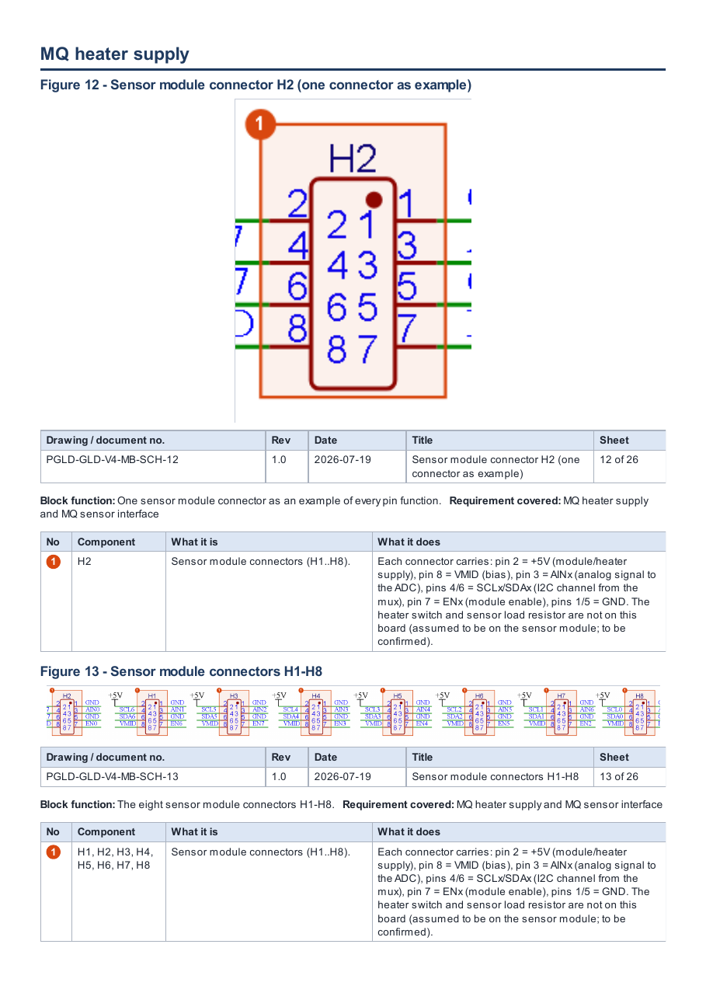 MQ heater supply
Figure 12 - Sensor module connector H2 (one connector as example)
1
H2
2 1
2 1
4 3
4 3
6 5
6 5
8 7
8 7
Drawing / document no. Rev Date Title Sheet
PGLD-GLD-V4-MB-SCH-12 1.0 2026-07-19 Sensor module connector H2 (one 12 of 26
connector as example)
Block function: One sensor module connector as an example of every pin function. Requirement covered: MQ heater supply
and MQ sensor interface
No Component What it is What it does
1 H2 Sensor module connectors (H1..H8). Each connector carries: pin 2 = +5V (module/heater
supply), pin 8 = VMID (bias), pin 3 = AINx (analog signal to
the ADC), pins 4/6 = SCLx/SDAx (I2C channel from the
mux), pin 7 = ENx (module enable), pins 1/5 = GND. The
heater switch and sensor load resistor are not on this
board (assumed to be on the sensor module; to be
confirmed).
Figure 13 - Sensor module connectors H1-H8
H2 +5V H1 +5V H3 +5V H4 +5V H5 +5V H6 +5V H7 +5V H8
GND GND GND GND GND GND GND
AIN0 SCL6 AIN1 SCL5 AIN2 SCL4 AIN3 SCL3 AIN4 SCL2 AIN5 SCL1 AIN6 SCL0
GND SDA6 GND SDA5 GND SDA4 GND SDA3 GND SDA2 GND SDA1 GND SDA0
EN0 VMID EN6 VMID EN7 VMID EN3 VMID EN4 VMID EN5 VMID EN2 VMID
Drawing / document no. Rev Date Title Sheet
PGLD-GLD-V4-MB-SCH-13 1.0 2026-07-19 Sensor module connectors H1-H8 13 of 26
Block function: The eight sensor module connectors H1-H8. Requirement covered: MQ heater supply and MQ sensor interface
No Component What it is What it does
1 H1, H2, H3, H4, Sensor module connectors (H1..H8). Each connector carries: pin 2 = +5V (module/heater
H5, H6, H7, H8 supply), pin 8 = VMID (bias), pin 3 = AINx (analog signal to
the ADC), pins 4/6 = SCLx/SDAx (I2C channel from the
mux), pin 7 = ENx (module enable), pins 1/5 = GND. The
heater switch and sensor load resistor are not on this
board (assumed to be on the sensor module; to be
confirmed).